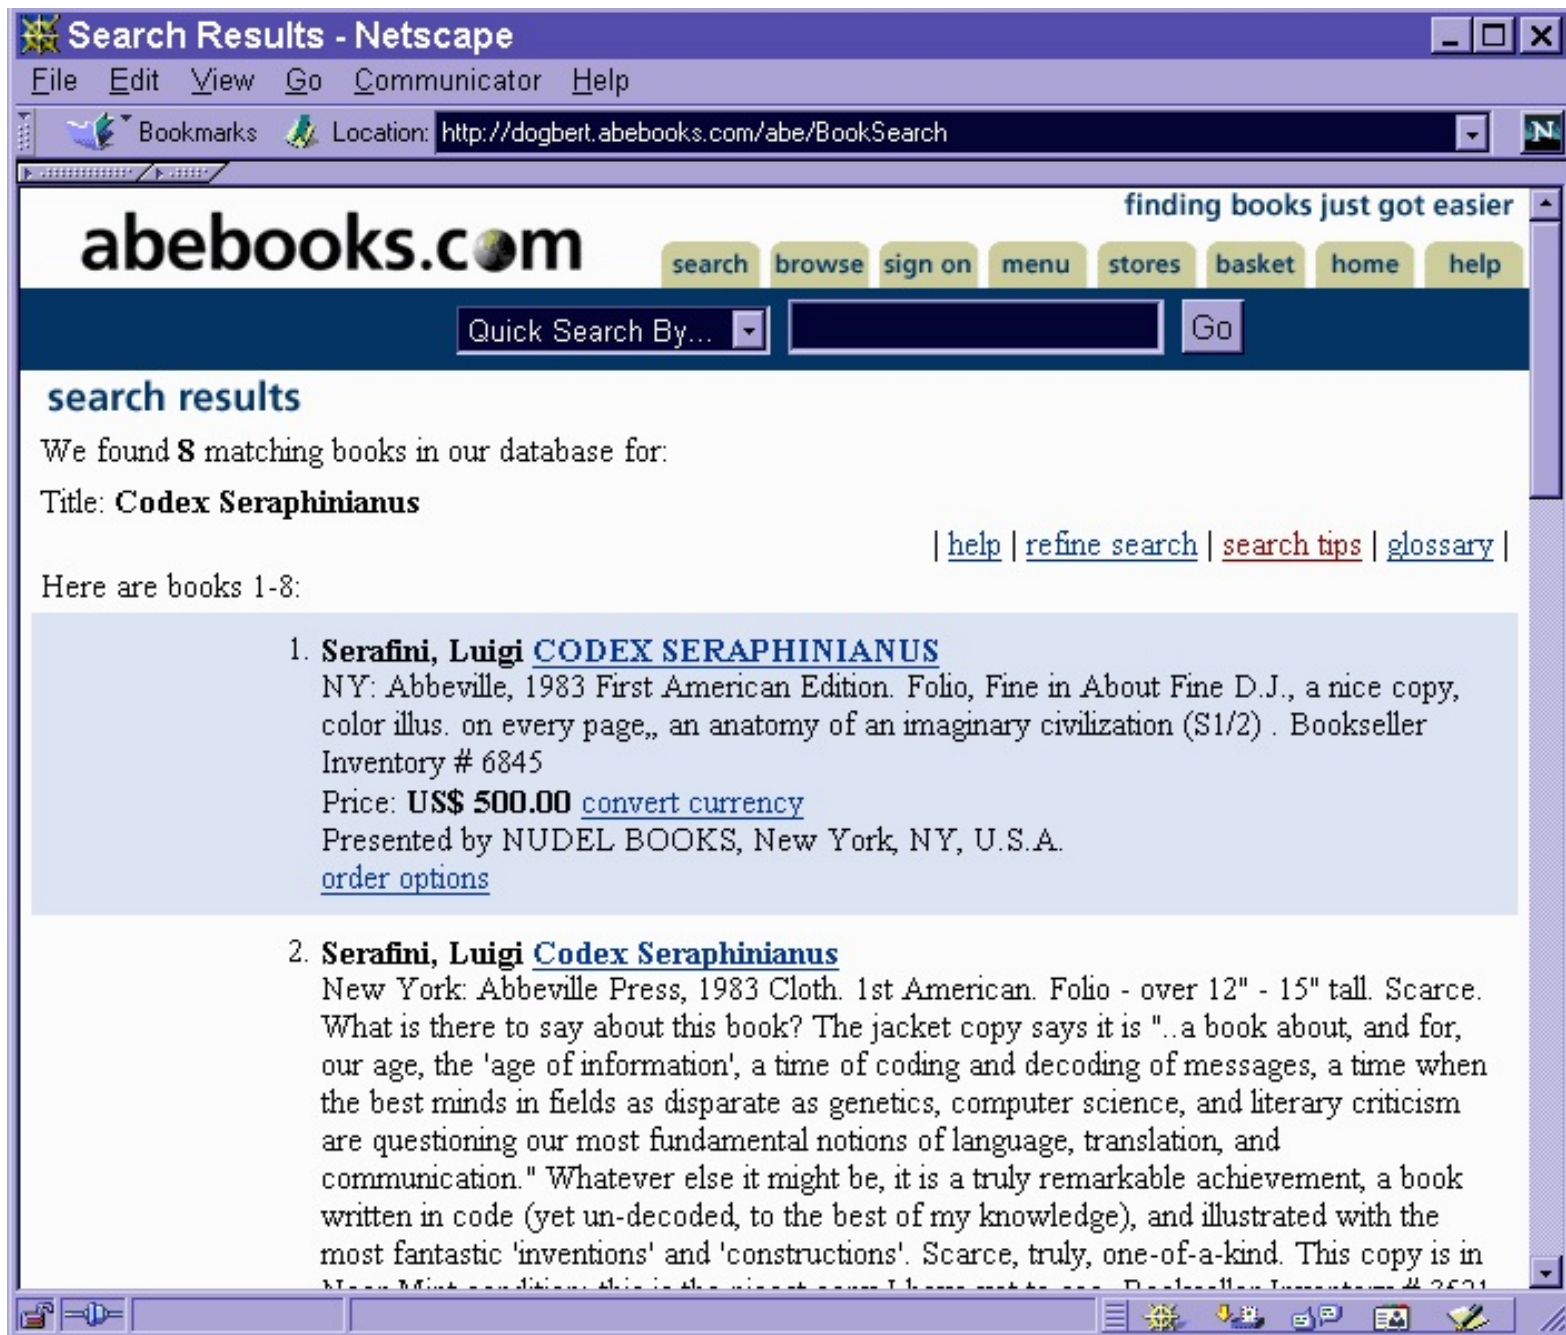 Search Results - Netscape
File Edit View Go Communicator Help
Bookmarks Location: http://dogbert.abebooks.com/abe/BookSearch N
finding books just got easier
abebooks.com
search browse sign on menu stores basket home help
Quick Search By... Go
search results
We found 8 matching books in our database for:
Title: Codex Seraphinianus
| help | refine search | search tips | glossary |
Here are books 1-8:
1. Serafini, Luigi CODEX SERAPHINIANUS
NY: Abbeville, 1983 First American Edition. Folio, Fine in About Fine D.J., a nice copy,
color illus. on every page,, an anatomy of an imaginary civilization (S1/2) . Bookseller
Inventory # 6845
Price: US$ 500.00 convert currency
Presented by NUDEL BOOKS, New York, NY, U.S.A.
order options
2. Serafini, Luigi Codex Seraphinianus
New York: Abbeville Press, 1983 Cloth. 1st American. Folio - over 12" - 15" tall. Scarce.
What is there to say about this book? The jacket copy says it is "..a book about, and for,
our age, the 'age of information', a time of coding and decoding of messages, a time when
the best minds in fields as disparate as genetics, computer science, and literary criticism
are questioning our most fundamental notions of language, translation, and
communication." Whatever else it might be, it is a truly remarkable achievement, a book
written in code (yet un-decoded, to the best of my knowledge), and illustrated with the
most fantastic 'inventions' and 'constructions'. Scarce, truly, one-of-a-kind. This copy is in